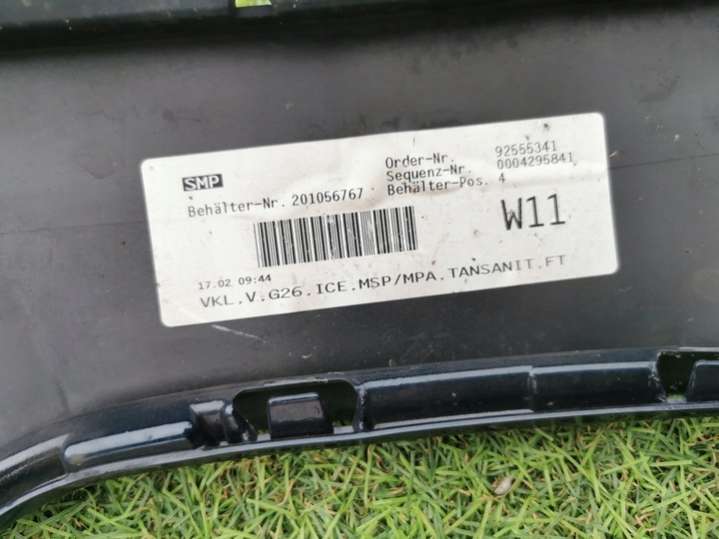 SMP
Order-Nr. 92555341
Sequenz-Nr. 0004295841
Behälter-Nr. 201056767 Behälter-Pos. 4
W11
17.02 09:44
VKL.V.G26.ICE.MSP/MPA.TANSANIT.FT